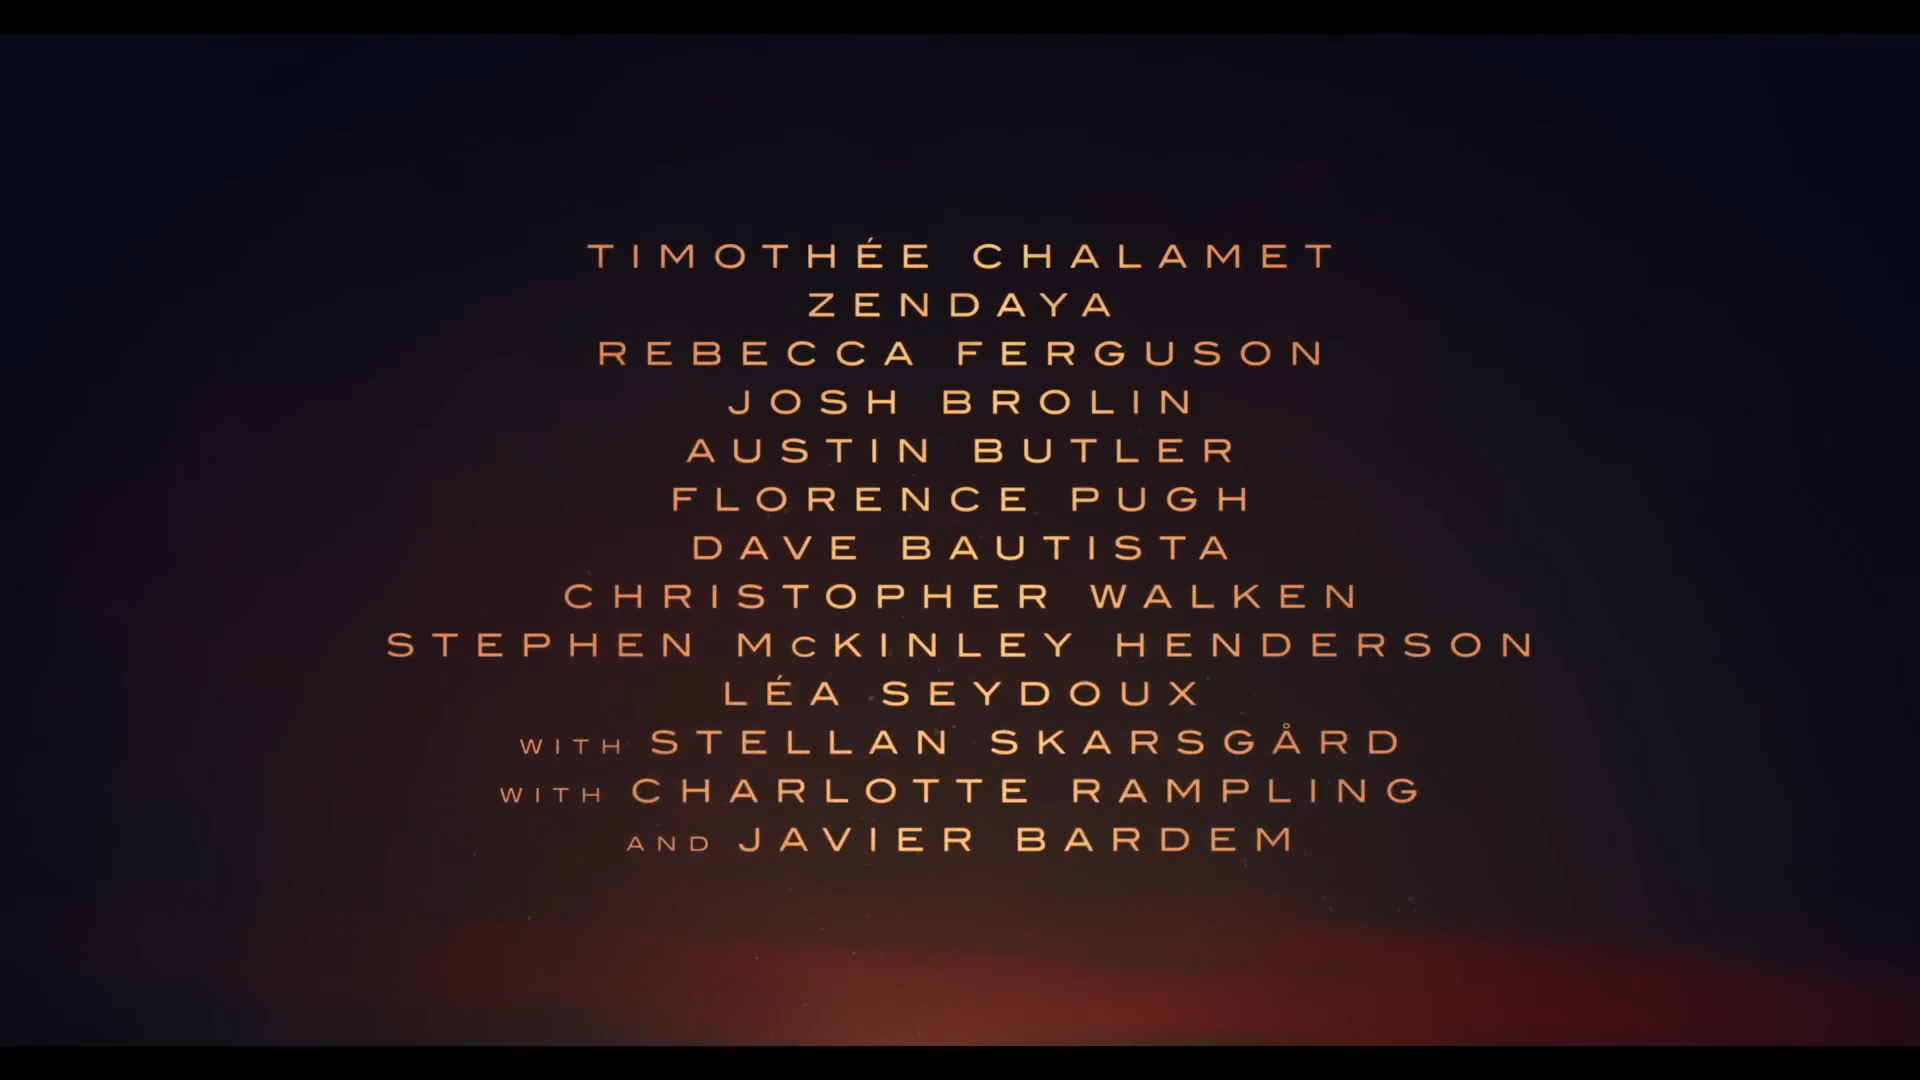 TIMOTHÉE CHALAMET
ZENDAYA
REBECCA FERGUSON
JOSH BROLIN
AUSTIN BUTLER
FLORENCE PUGH
DAVE BAUTISTA
CHRISTOPHER WALKEN
STEPHEN McKINLEY HENDERSON
LÉA SEYDOUX
WITH STELLAN SKARSGÅRD
WITH CHARLOTTE RAMPLING
AND JAVIER BARDEM